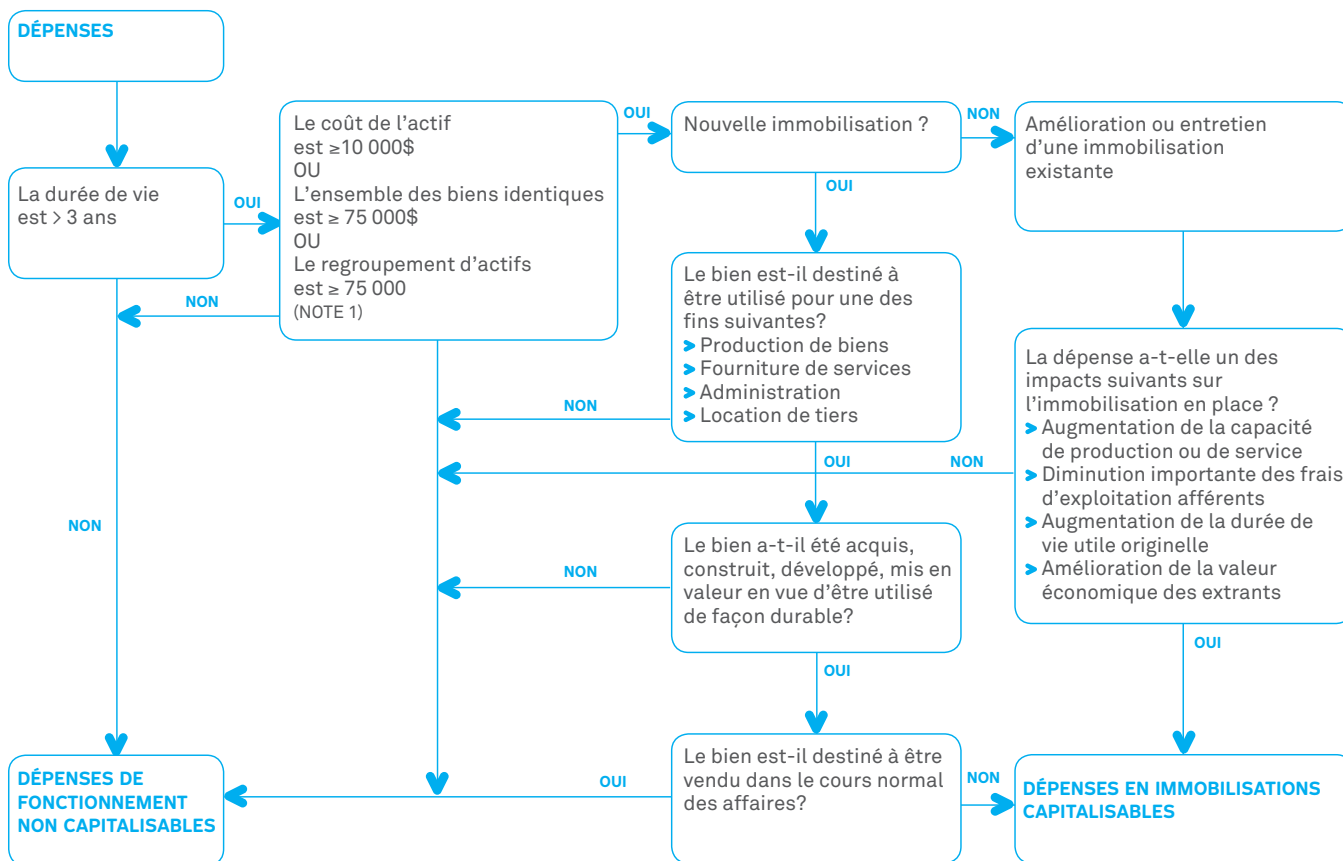 DÉPENSES
La durée de vie
est > 3 ans
OUI
NON
Le coût de l’actif
est ≥10 000$
OU
L’ensemble des biens identiques
est ≥ 75 000$
OU
Le regroupement d’actifs
est ≥ 75 000
(NOTE 1)
NON
OUI
Nouvelle immobilisation ?
NON
OUI
Amélioration ou entretien
d’une immobilisation
existante
Le bien est-il destiné à
être utilisé pour une des
fins suivantes?
Production de biens
Fourniture de services
Administration
Location de tiers
NON
OUI
La dépense a-t-elle un des
impacts suivants sur
l’immobilisation en place ?
Augmentation de la capacité
de production ou de service
Diminution importante des frais
d’exploitation afférents
Augmentation de la durée de
vie utile originelle
Amélioration de la valeur
économique des extrants
NON
OUI
Le bien a-t-il été acquis,
construit, développé, mis en
valeur en vue d’être utilisé
de façon durable?
NON
OUI
Le bien est-il destiné à être
vendu dans le cours normal
des affaires?
OUI
NON
DÉPENSES DE
FONCTIONNEMENT
NON CAPITALISABLES
DÉPENSES EN IMMOBILISATIONS
CAPITALISABLES